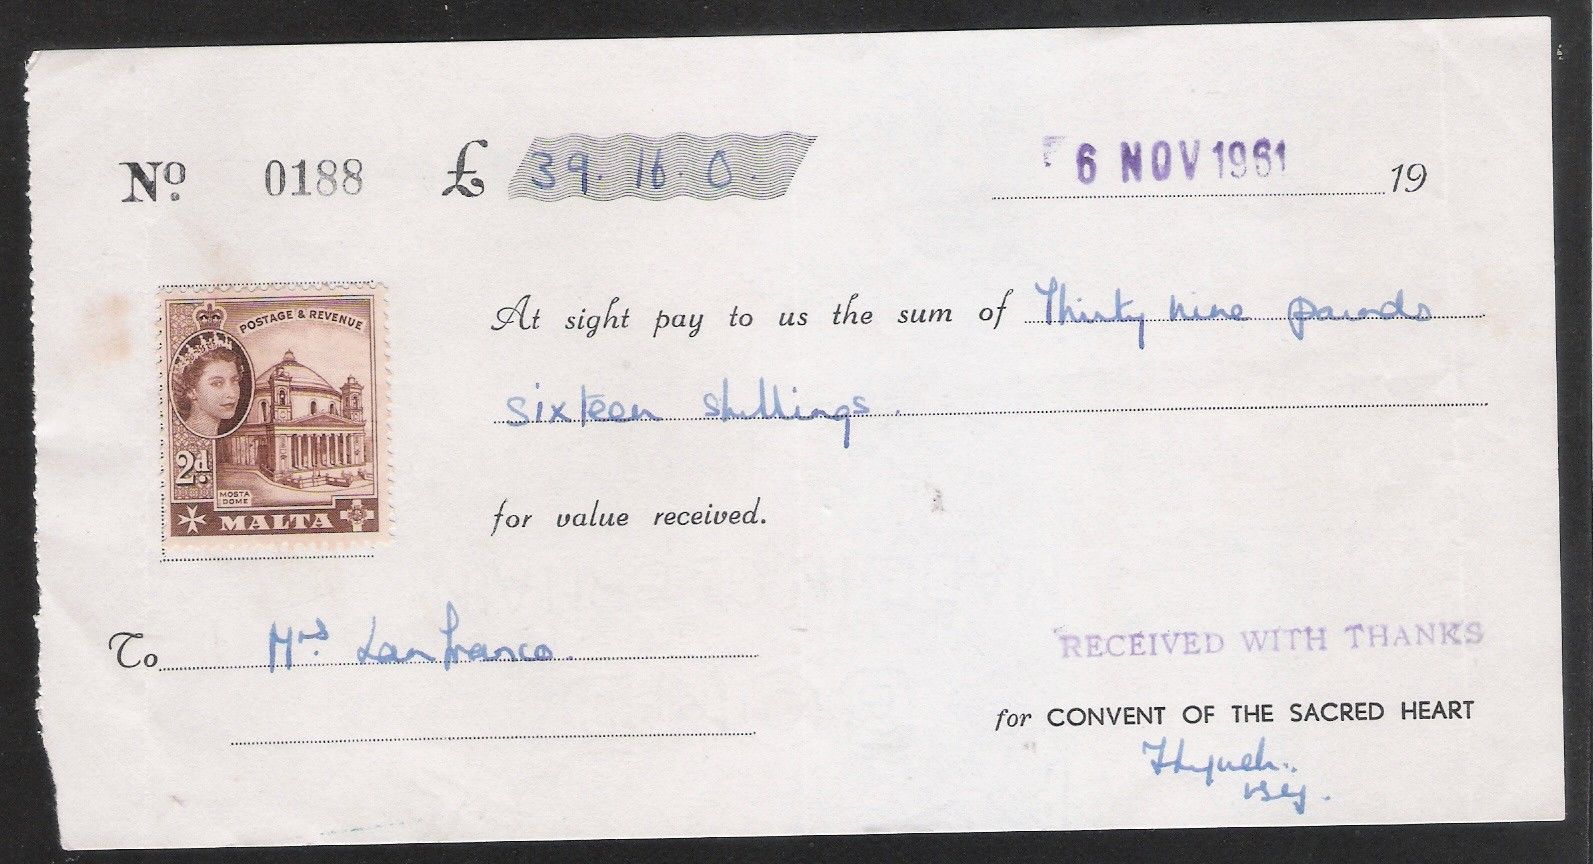 Nº. 0188 £ 39. 16. 0. 6 NOV 1961 19
POSTAGE & REVENUE
2d.
MOSTA
DOME
MALTA
At sight pay to us the sum of Thirty nine pounds
sixteen shillings.
for value received.
To Mrs Lanfranco.
RECEIVED WITH THANKS
for CONVENT OF THE SACRED HEART